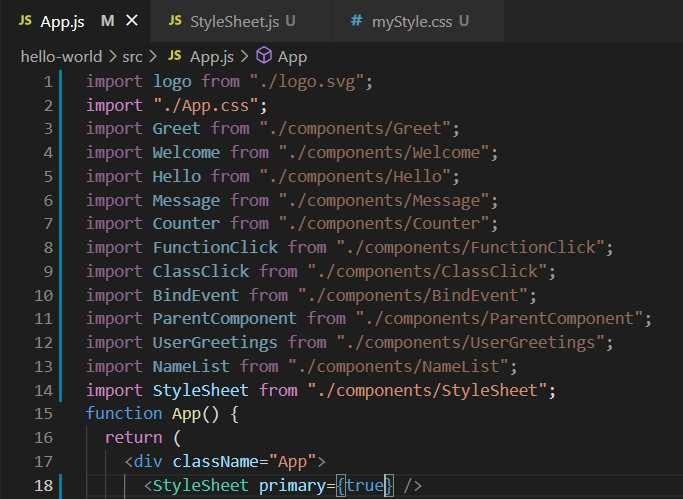 JS App.js M × JS StyleSheet.js U # myStyle.css U
hello-world > src > JS App.js > App
1 import logo from "./logo.svg";
2 import "./App.css";
3 import Greet from "./components/Greet";
4 import Welcome from "./components/Welcome";
5 import Hello from "./components/Hello";
6 import Message from "./components/Message";
7 import Counter from "./components/Counter";
8 import FunctionClick from "./components/FunctionClick";
9 import ClassClick from "./components/ClassClick";
10 import BindEvent from "./components/BindEvent";
11 import ParentComponent from "./components/ParentComponent";
12 import UserGreetings from "./components/UserGreetings";
13 import NameList from "./components/NameList";
14 import StyleSheet from "./components/StyleSheet";
15 function App() {
16 return (
17 <div className="App">
18 <StyleSheet primary={true} />